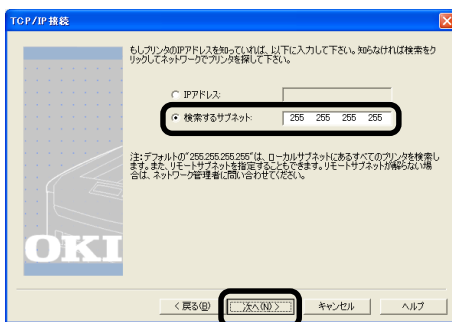 TCP/IP接続
もしプリンタのIPアドレスを知っていれば、以下に入力して下さい。知らなければ検索をク
リックしてネットワークでプリンタを探して下さい。
IPアドレス:
検索するサブネット: 255 255 255 255
注:デフォルトの"255.255.255.255"は、ローカルサブネットにあるすべてのプリンタを検索し
ます。また、リモートサブネットを指定することもできます。リモートサブネットが解らない場
合は、ネットワーク管理者に問い合わせてください。
OKI
< 戻る(B) 次へ(N) > キャンセル ヘルプ